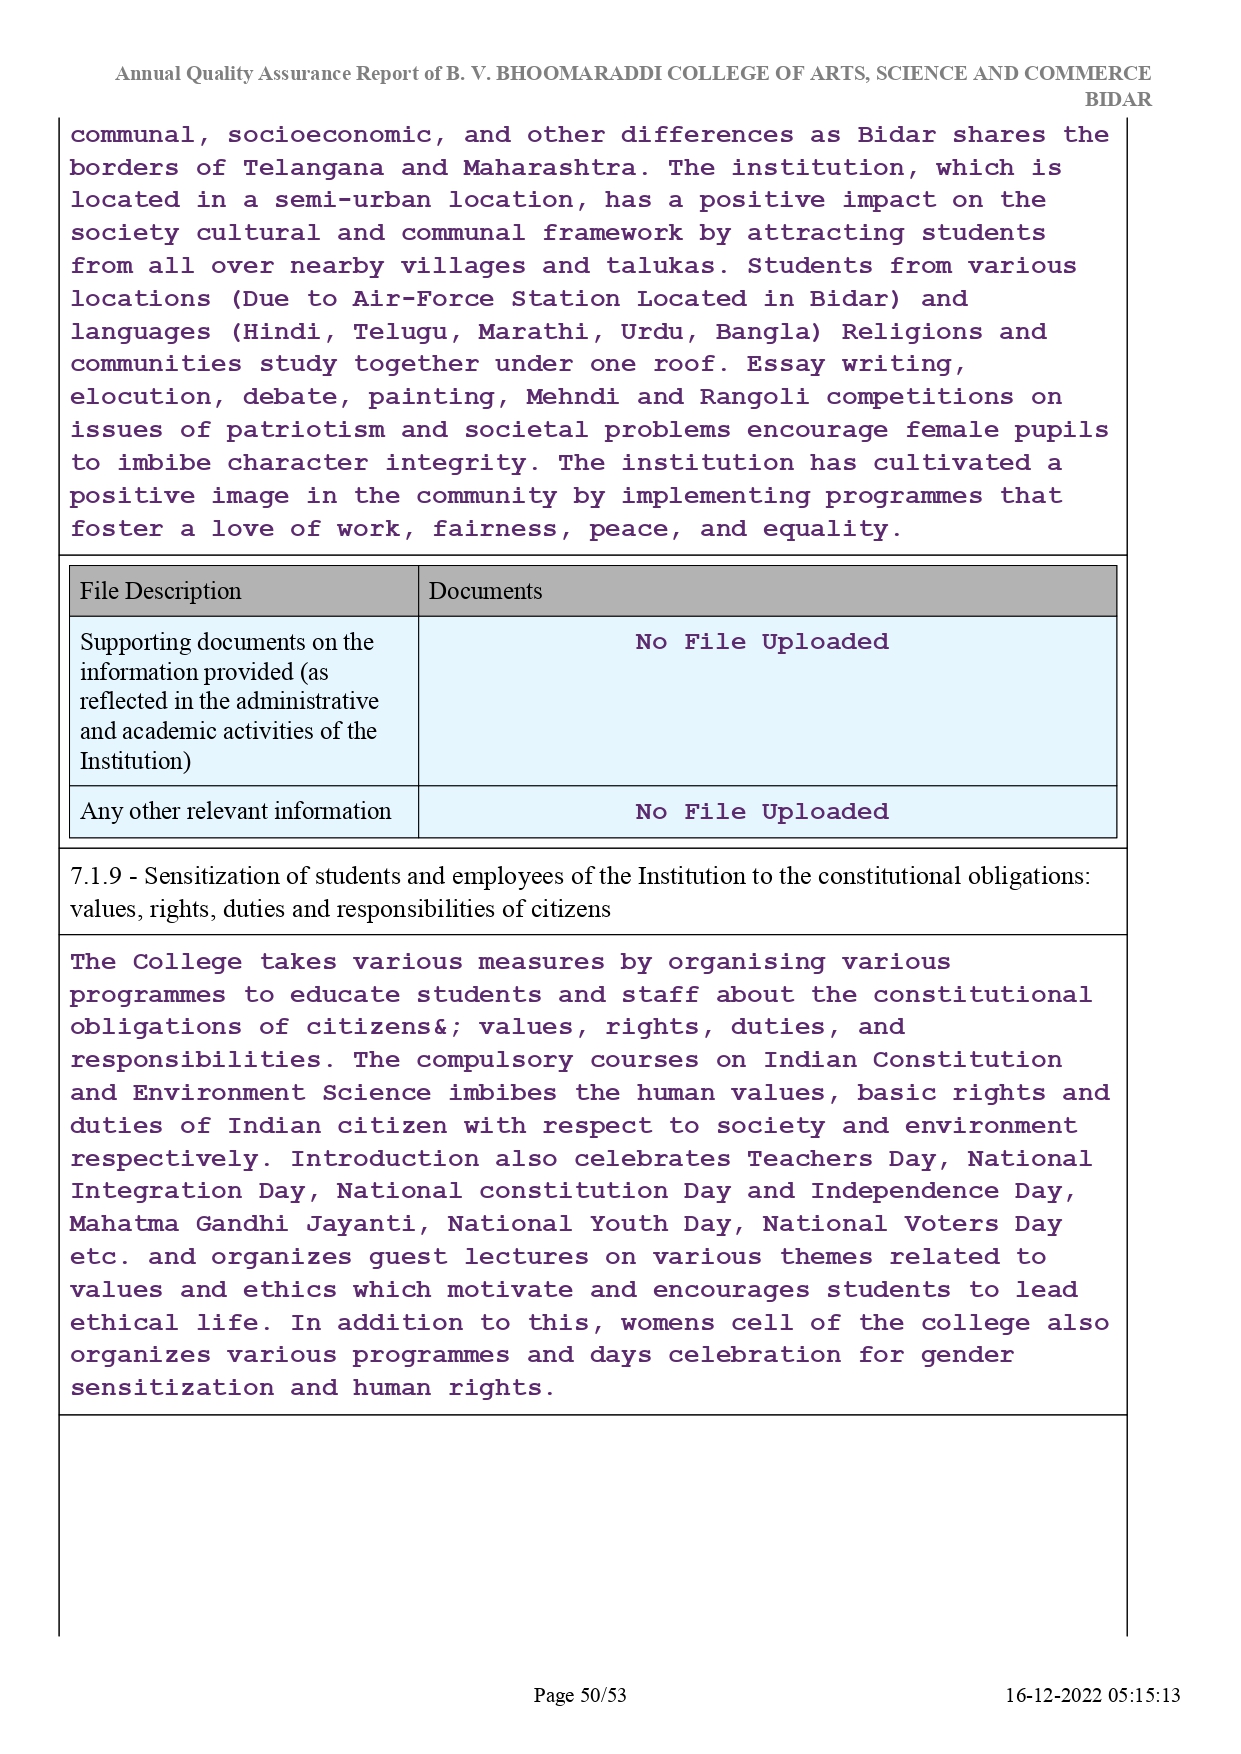 Annual Quality Assurance Report of B. V. BHOOMARADDI COLLEGE OF ARTS, SCIENCE AND COMMERCE
BIDAR
communal, socioeconomic, and other differences as Bidar shares the
borders of Telangana and Maharashtra. The institution, which is
located in a semi-urban location, has a positive impact on the
society cultural and communal framework by attracting students
from all over nearby villages and talukas. Students from various
locations (Due to Air-Force Station Located in Bidar) and
languages (Hindi, Telugu, Marathi, Urdu, Bangla) Religions and
communities study together under one roof. Essay writing,
elocution, debate, painting, Mehndi and Rangoli competitions on
issues of patriotism and societal problems encourage female pupils
to imbibe character integrity. The institution has cultivated a
positive image in the community by implementing programmes that
foster a love of work, fairness, peace, and equality.
File Description
Documents
Supporting documents on the
information provided (as
reflected in the administrative
and academic activities of the
Institution)
No File Uploaded
Any other relevant information
No File Uploaded
7.1.9 - Sensitization of students and employees of the Institution to the constitutional obligations:
values, rights, duties and responsibilities of citizens
The College takes various measures by organising various
programmes to educate students and staff about the constitutional
obligations of citizens&; values, rights, duties, and
responsibilities. The compulsory courses on Indian Constitution
and Environment Science imbibes the human values, basic rights and
duties of Indian citizen with respect to society and environment
respectively. Introduction also celebrates Teachers Day, National
Integration Day, National constitution Day and Independence Day,
Mahatma Gandhi Jayanti, National Youth Day, National Voters Day
etc. and organizes guest lectures on various themes related to
values and ethics which motivate and encourages students to lead
ethical life. In addition to this, womens cell of the college also
organizes various programmes and days celebration for gender
sensitization and human rights.
Page 50/53
16-12-2022 05:15:13